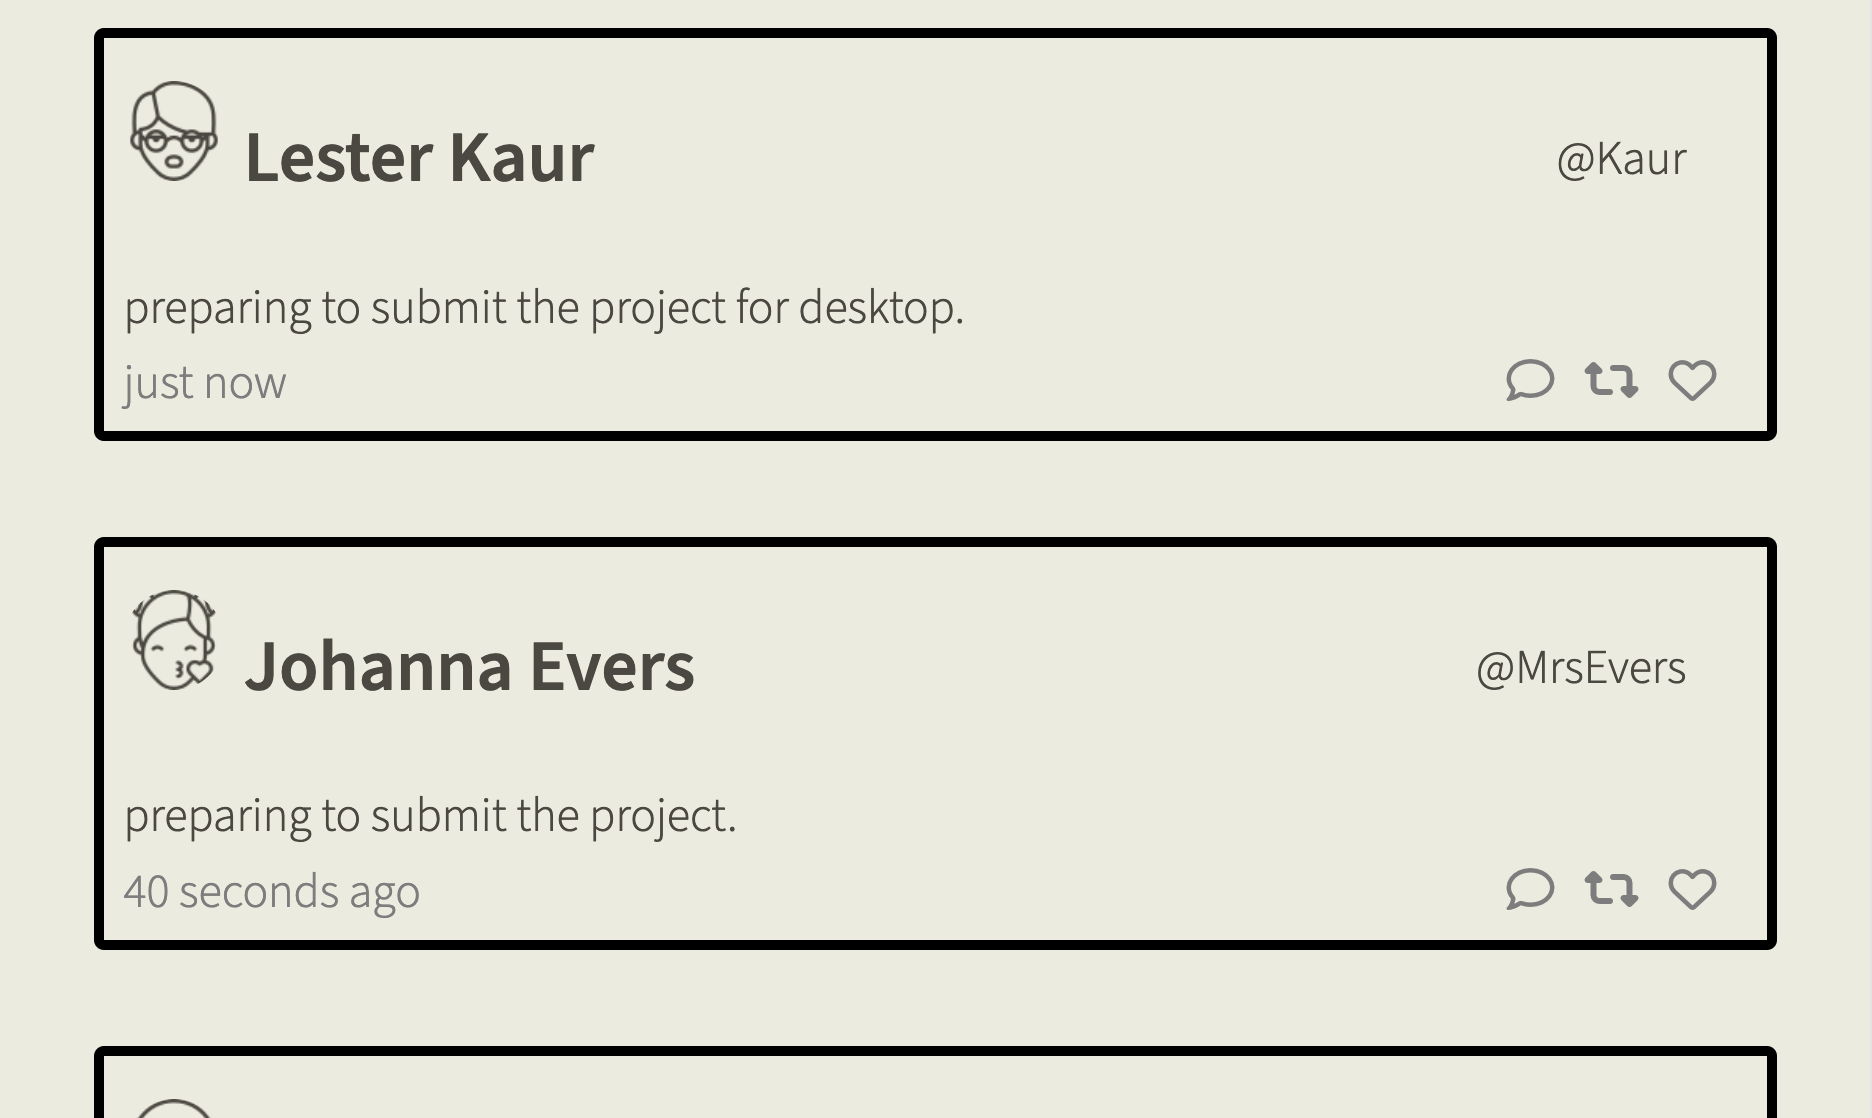 Lester Kaur
@Kaur
preparing to submit the project for desktop.
just now
Johanna Evers
@MrsEvers
preparing to submit the project.
40 seconds ago